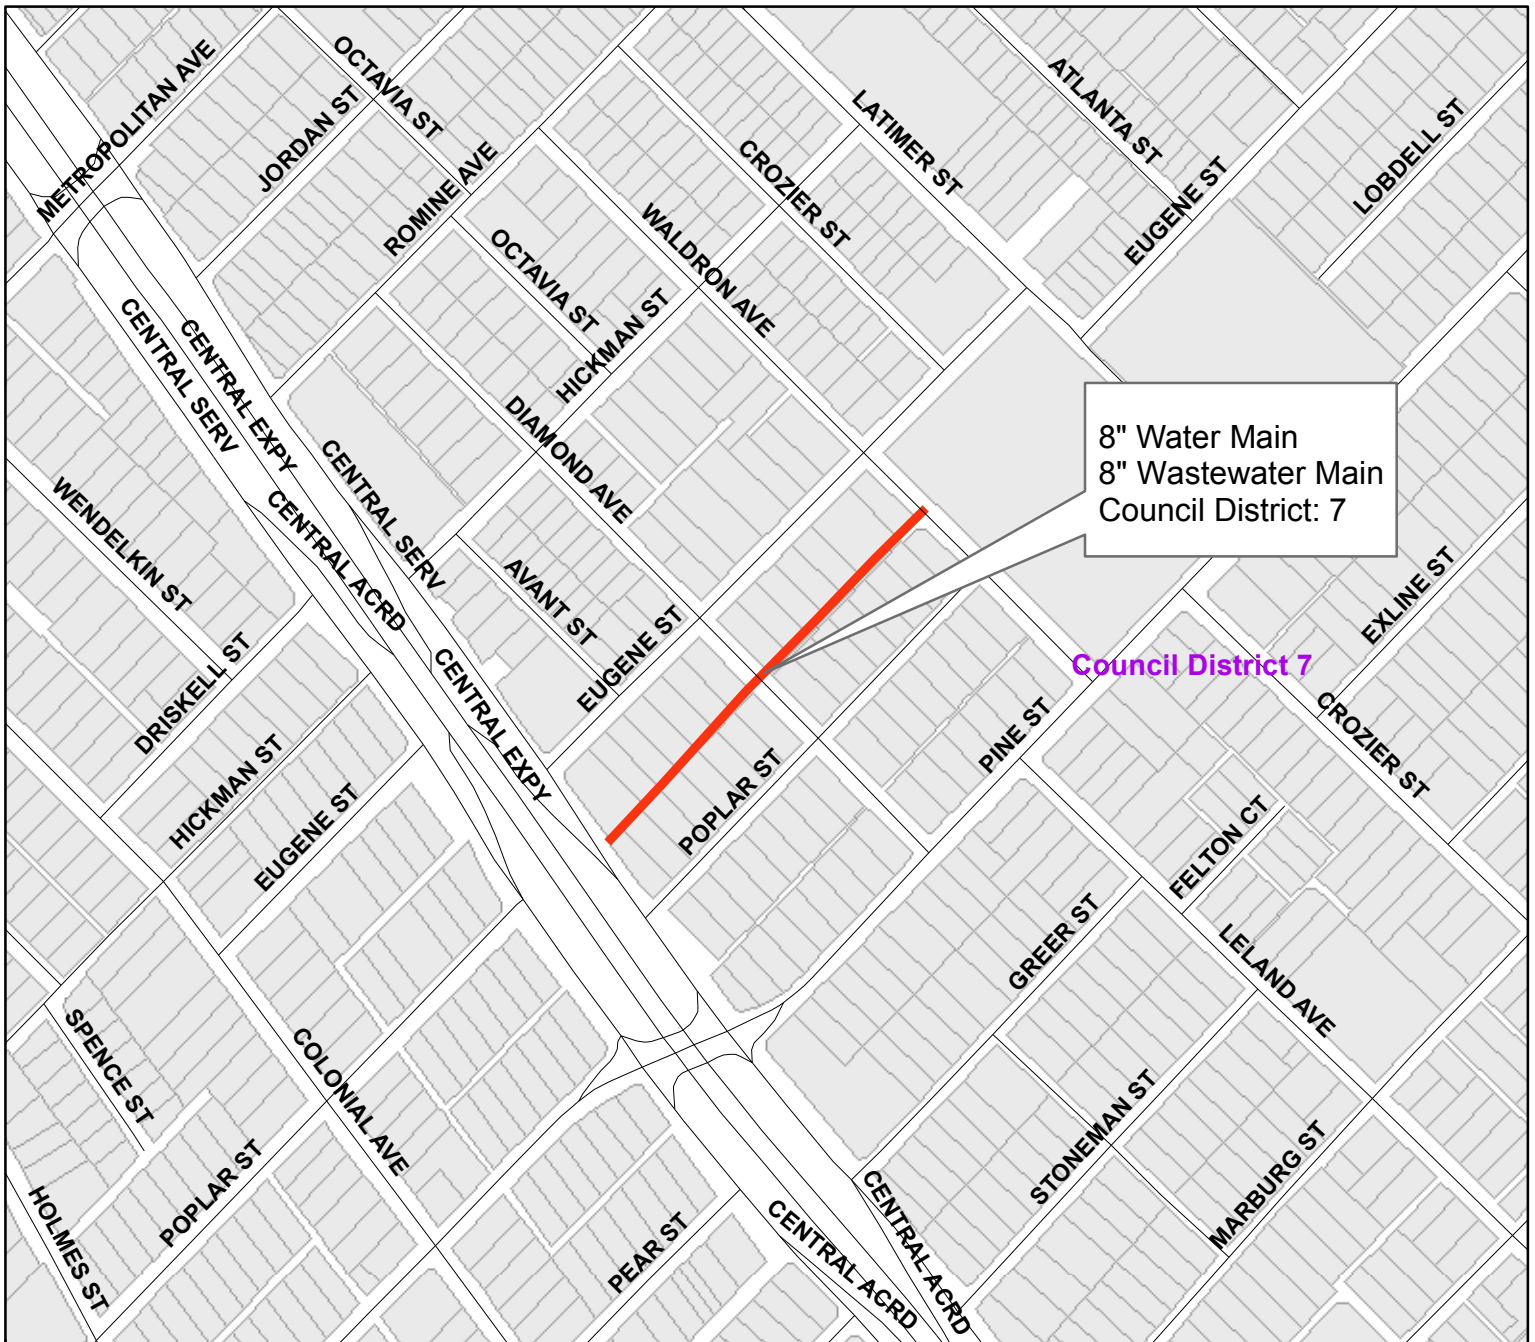 METROPOLITAN AVE
OCTAVIA ST
JORDAN ST
ROMINE AVE
ATLANTA ST
LATIMER ST
LOBDELL ST
CROZIER ST
EUGENE ST
WALDRON AVE
OCTAVIA ST
HICKMAN ST
CENTRAL SERV
CENTRAL EXPY
DIAMOND AVE
CENTRAL SERV
8" Water Main
8" Wastewater Main
Council District: 7
WENDELKIN ST
CENTRAL ACRD
AVANT ST
EUGENE ST
EXLINE ST
DRISKELL ST
CENTRAL EXPY
Council District 7
PINE ST
CROZIER ST
HICKMAN ST
EUGENE ST
POPLAR ST
FELTON CT
GREER ST
LELAND AVE
SPENCE ST
COLONIAL AVE
STONEMAN ST
MARBURG ST
POPLAR ST
HOLMES ST
PEAR ST
CENTRAL ACRD
CENTRAL ACRD